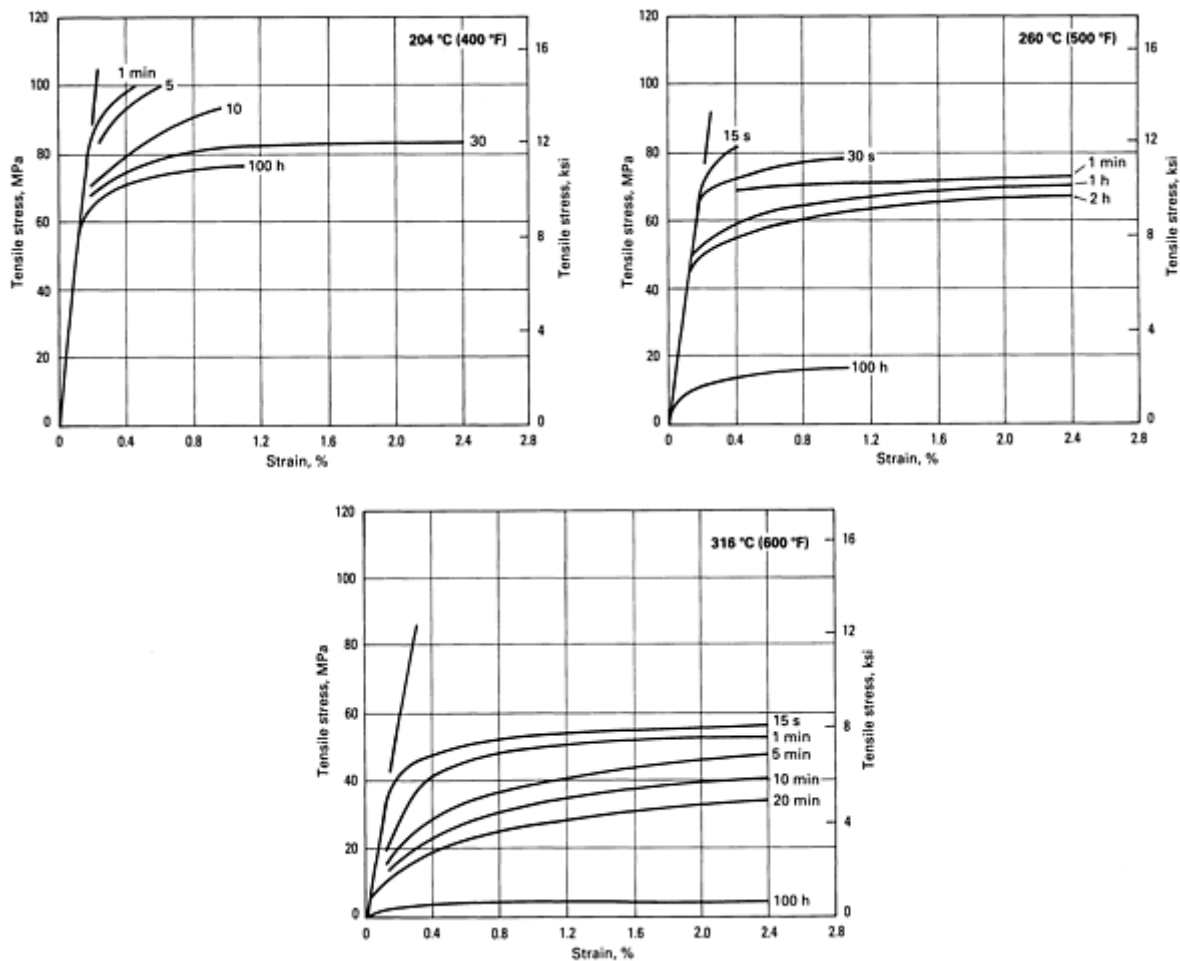 120
100
80
60
40
20
0
Tensile stress, MPa
204 °C (400 °F)
1 min
5
10
30
100 h
16
12
8
4
0
Tensile stress, ksi
0 0.4 0.8 1.2 1.6 2.0 2.4 2.8
Strain, %
120
100
80
60
40
20
0
Tensile stress, MPa
260 °C (500 °F)
15 s
30 s
1 min
1 h
2 h
100 h
16
12
8
4
0
Tensile stress, ksi
0 0.4 0.8 1.2 1.6 2.0 2.4 2.8
Strain, %
120
100
80
60
40
20
0
Tensile stress, MPa
316 °C (600 °F)
15 s
1 min
5 min
10 min
20 min
100 h
16
12
8
4
0
Tensile stress, ksi
0 0.4 0.8 1.2 1.6 2.0 2.4 2.8
Strain, %